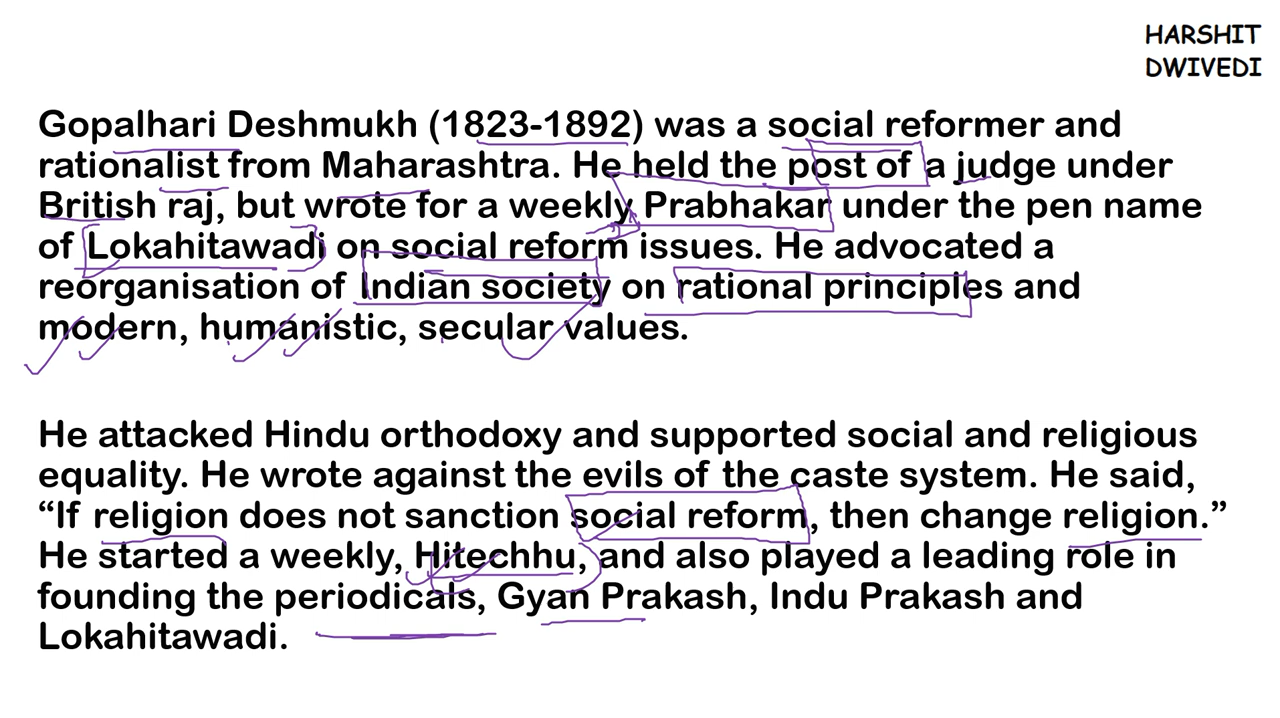 HARSHIT
DWIVEDI
Gopalhari Deshmukh (1823-1892) was a social reformer and
rationalist from Maharashtra. He held the post of a judge under
British raj, but wrote for a weekly Prabhakar under the pen name
of Lokahitawadi on social reform issues. He advocated a
reorganisation of Indian society on rational principles and
modern, humanistic, secular values.
He attacked Hindu orthodoxy and supported social and religious
equality. He wrote against the evils of the caste system. He said,
“If religion does not sanction social reform, then change religion.”
He started a weekly, Hitechhu, and also played a leading role in
founding the periodicals, Gyan Prakash, Indu Prakash and
Lokahitawadi.